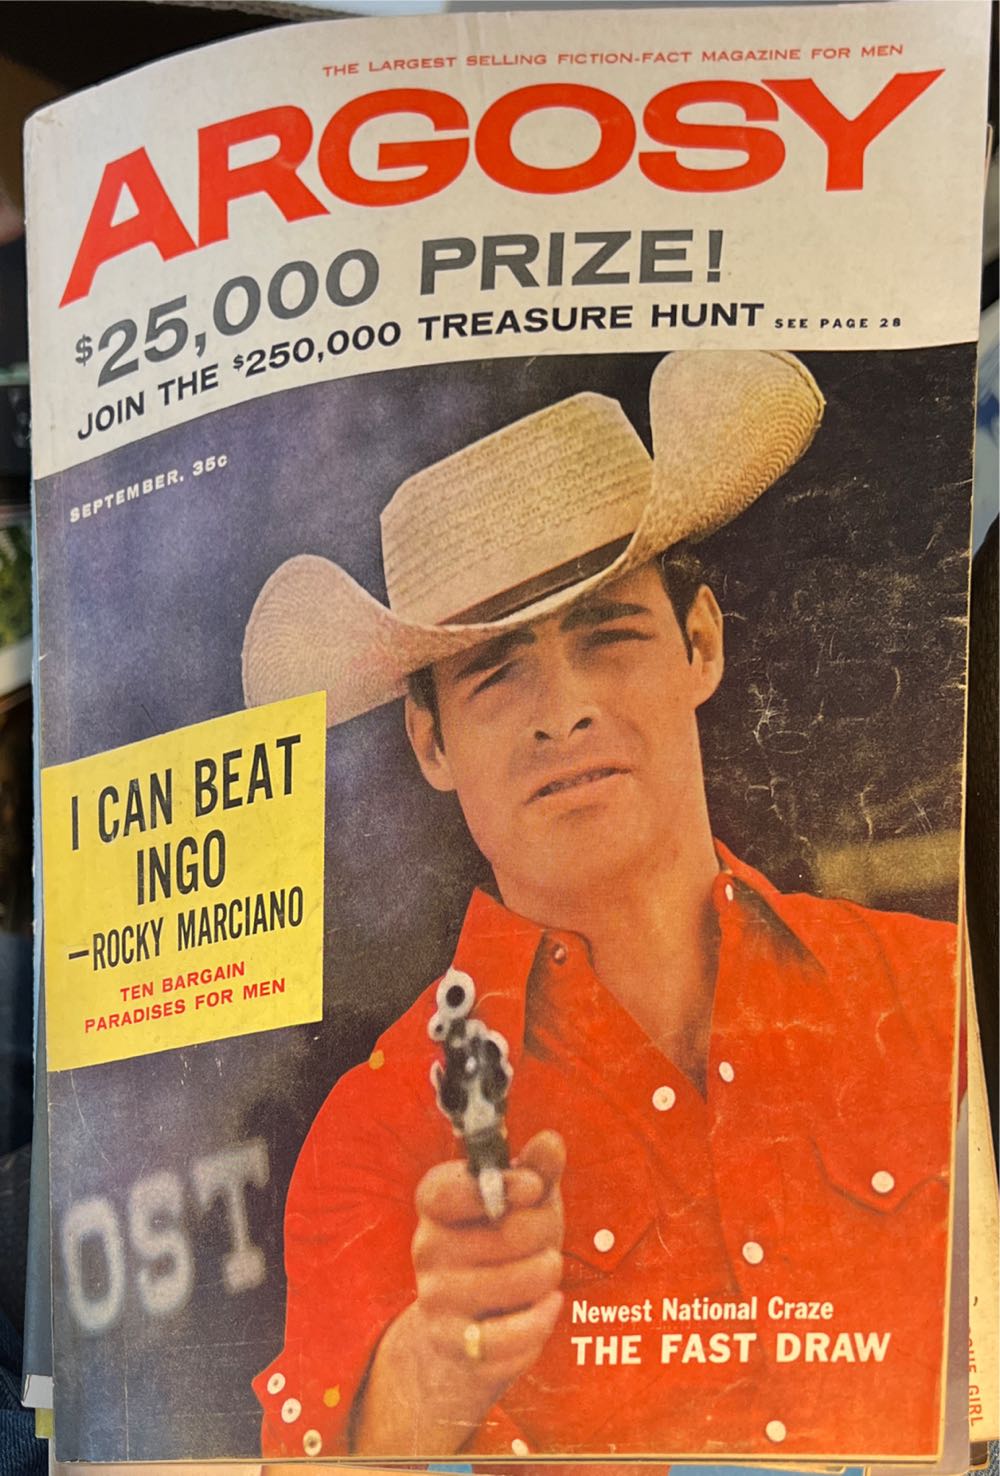 THE LARGEST SELLING FICTION-FACT MAGAZINE FOR MEN
ARGOSY
$25,000 PRIZE!
JOIN THE $250,000 TREASURE HUNT SEE PAGE 28
SEPTEMBER, 35c
I CAN BEAT
INGO
—ROCKY MARCIANO
TEN BARGAIN
PARADISES FOR MEN
OST
Newest National Craze
THE FAST DRAW
GIRL